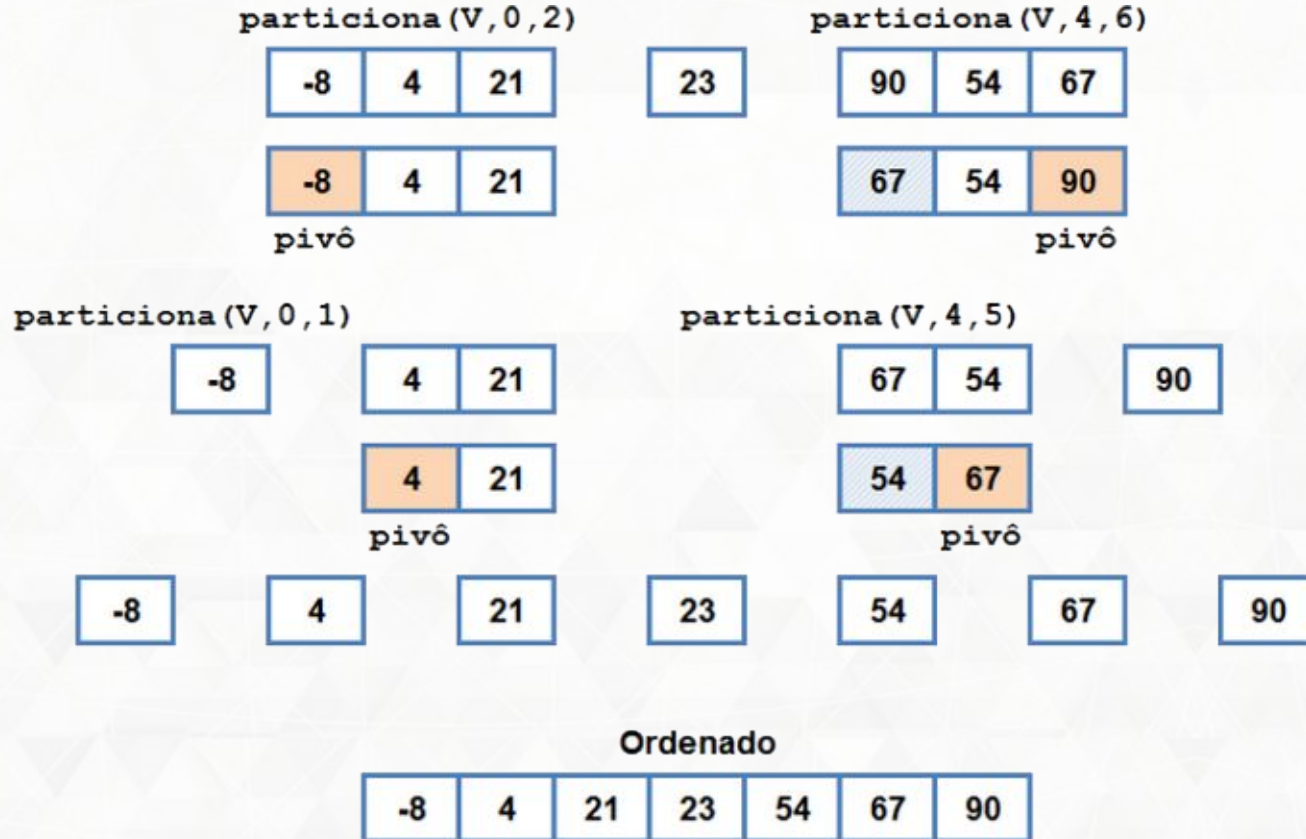 particiona(V,0,2) particiona(V,4,6)
-8 4 21 23 90 54 67
-8 4 21 67 54 90
pivô pivô
particiona(V,0,1) particiona(V,4,5)
-8 4 21 67 54 90
4 21 54 67
pivô pivô
-8 4 21 23 54 67 90
Ordenado
-8 4 21 23 54 67 90